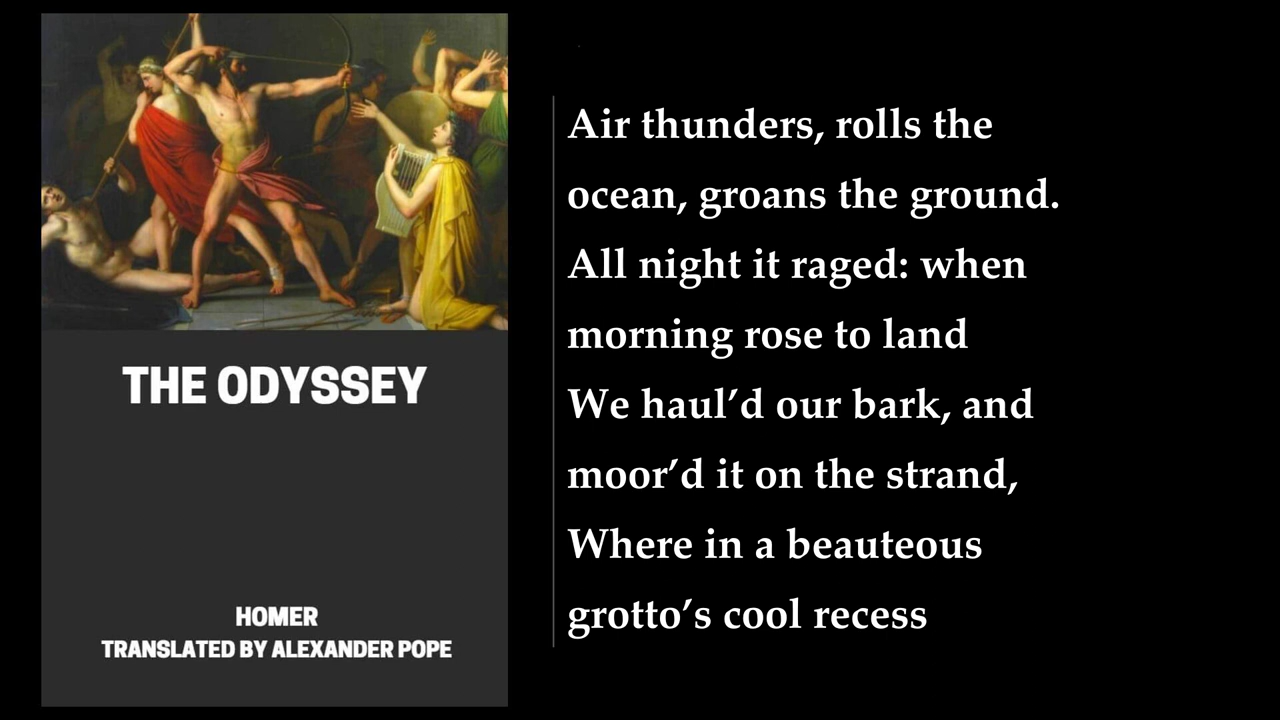 THE ODYSSEY
HOMER
TRANSLATED BY ALEXANDER POPE
Air thunders, rolls the
ocean, groans the ground.
All night it raged: when
morning rose to land
We haul’d our bark, and
moor’d it on the strand,
Where in a beauteous
grotto’s cool recess